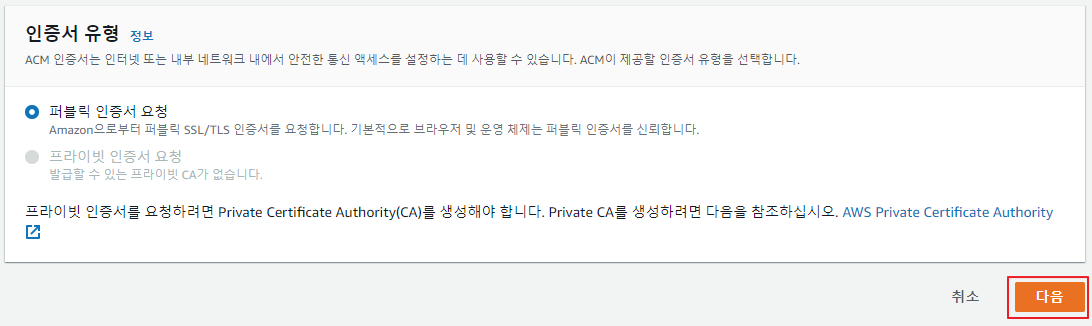 인증서 유형 정보
ACM 인증서는 인터넷 또는 내부 네트워크 내에서 안전한 통신 액세스를 설정하는 데 사용할 수 있습니다. ACM이 제공할 인증서 유형을 선택합니다.
퍼블릭 인증서 요청
Amazon으로부터 퍼블릭 SSL/TLS 인증서를 요청합니다. 기본적으로 브라우저 및 운영 체제는 퍼블릭 인증서를 신뢰합니다.
프라이빗 인증서 요청
발급할 수 있는 프라이빗 CA가 없습니다.
프라이빗 인증서를 요청하려면 Private Certificate Authority(CA)를 생성해야 합니다. Private CA를 생성하려면 다음을 참조하십시오. AWS Private Certificate Authority
취소 다음